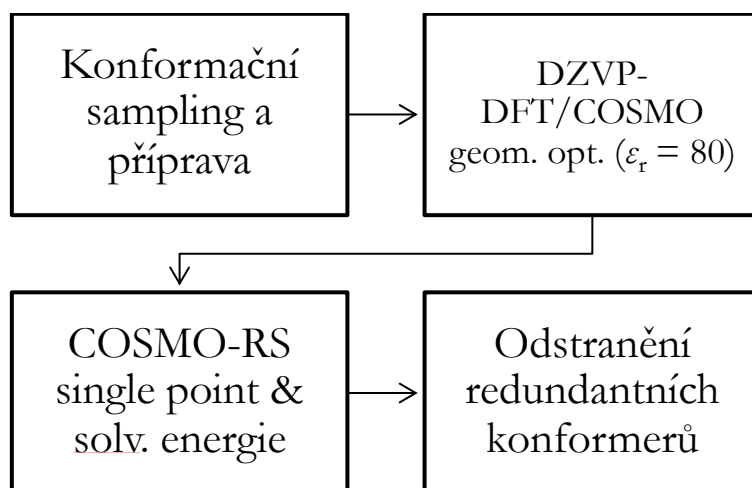 Konformační
sampling a
příprava
DZVP-
DFT/COSMO
geom. opt. (εr = 80)
COSMO-RS
single point &
solv. energie
Odstranění
redundantních
konformerů